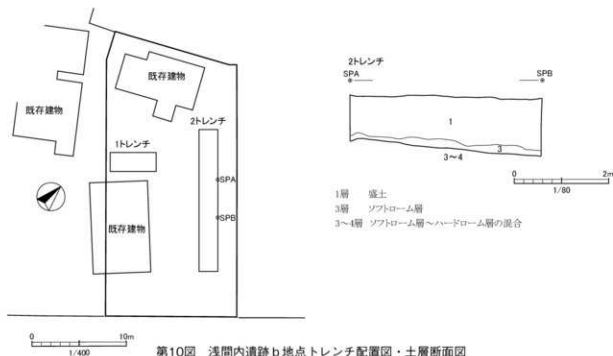 既存建物
既存建物
1トレンチ
2トレンチ
SPA
SPB
既存建物
0 10m
1/400
2トレンチ
SPA
SPB
1
3
3～4
0 2m
1/80
1層 盛土
3層 ソフトローム層
3～4層 ソフトローム層～ハードローム層の混合
第10図 浅間内遺跡b地点トレンチ配置図・土層断面図